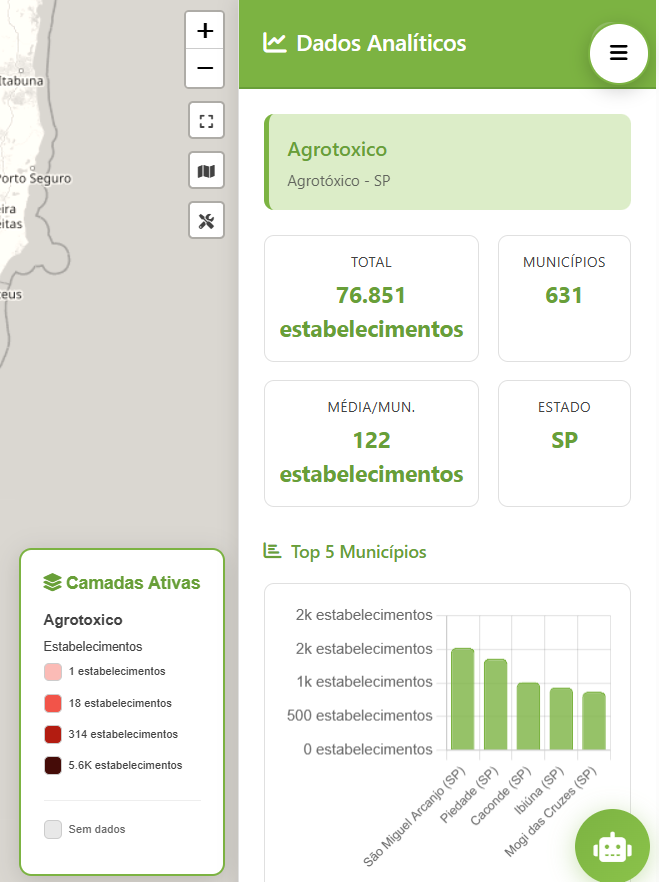 Itabuna
Porto Seguro
eira
eitas
eus
+
−
Dados Analíticos
Agrotoxico
Agrotóxico - SP
TOTAL
76.851
estabelecimentos
MUNICÍPIOS
631
MÉDIA/MUN.
122
estabelecimentos
ESTADO
SP
Top 5 Municípios
2k estabelecimentos
2k estabelecimentos
1k estabelecimentos
500 estabelecimentos
0 estabelecimentos
São Miguel Arcanjo (SP)
Piedade (SP)
Caconde (SP)
Ibiúna (SP)
Mogi das Cruzes (SP)
Camadas Ativas
Agrotoxico
Estabelecimentos
1 estabelecimentos
18 estabelecimentos
314 estabelecimentos
5.6K estabelecimentos
Sem dados